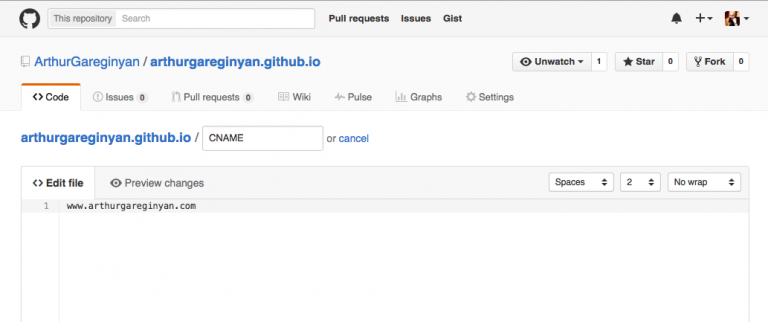 This repository Search Pull requests Issues Gist
ArthurGareginyan / arthurgareginyan.github.io Unwatch 1 Star 0 Fork 0
Code Issues 0 Pull requests 0 Wiki Pulse Graphs Settings
arthurgareginyan.github.io / CNAME or cancel
Edit file Preview changes Spaces 2 No wrap
1 www.arthurgareginyan.com